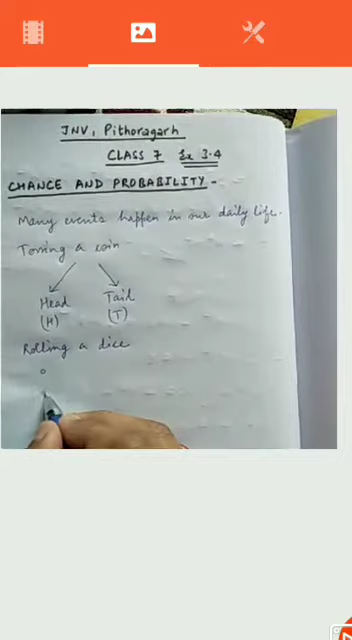 JNV, Pithoragarh
CLASS 7 Ex 3.4
CHANCE AND PROBABILITY -
Many events happen in our daily life.
Tossing a coin
Head Tail
(H) (T)
Rolling a dice